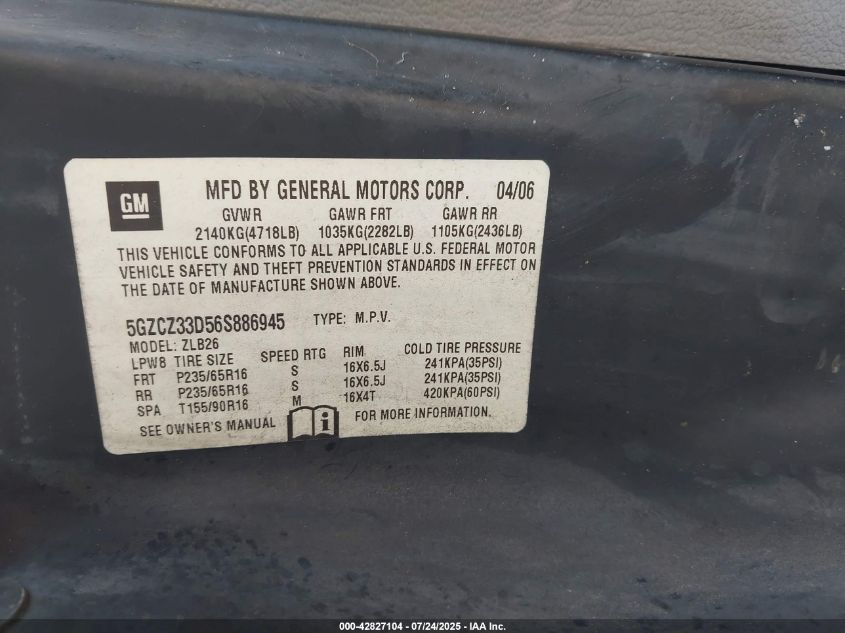 GM
MFD BY GENERAL MOTORS CORP. 04/06
GVWR GAWR FRT GAWR RR
2140KG(4718LB) 1035KG(2282LB) 1105KG(2436LB)
THIS VEHICLE CONFORMS TO ALL APPLICABLE U.S. FEDERAL MOTOR
VEHICLE SAFETY AND THEFT PREVENTION STANDARDS IN EFFECT ON
THE DATE OF MANUFACTURE SHOWN ABOVE.
5GZCZ33D56S886945 TYPE: M.P.V.
MODEL: ZLB26
LPW8 TIRE SIZE SPEED RTG RIM COLD TIRE PRESSURE
FRT P235/65R16 S 16X6.5J 241KPA(35PSI)
RR P235/65R16 S 16X6.5J 241KPA(35PSI)
SPA T155/90R16 M 16X4T 420KPA(60PSI)
SEE OWNER'S MANUAL i FOR MORE INFORMATION.
000-42827104 - 07/24/2025 - IAA Inc.